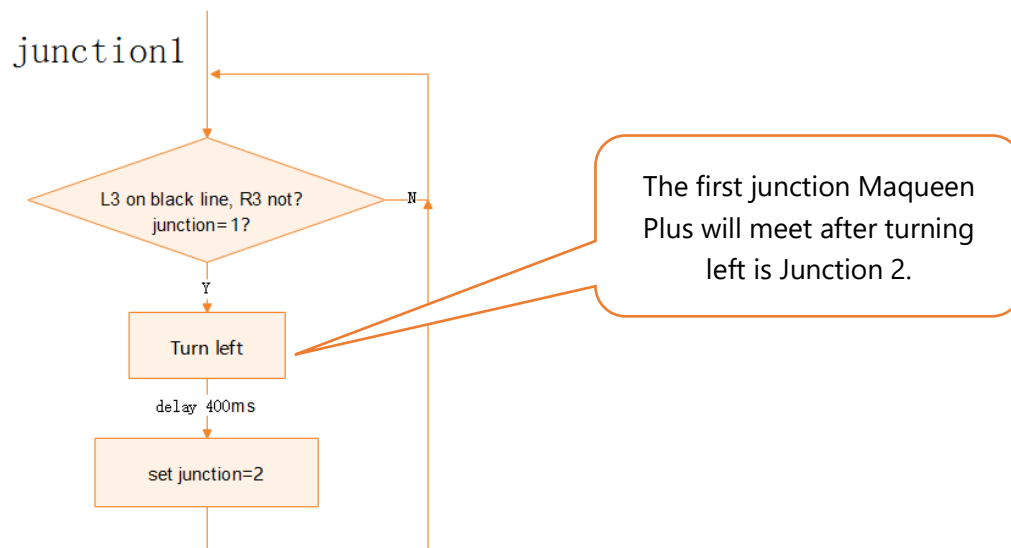 junction1
L3 on black line, R3 not?
junction=1?
N
Y
Turn left
delay 400ms
set junction=2
The first junction Maqueen
Plus will meet after turning
left is Junction 2.